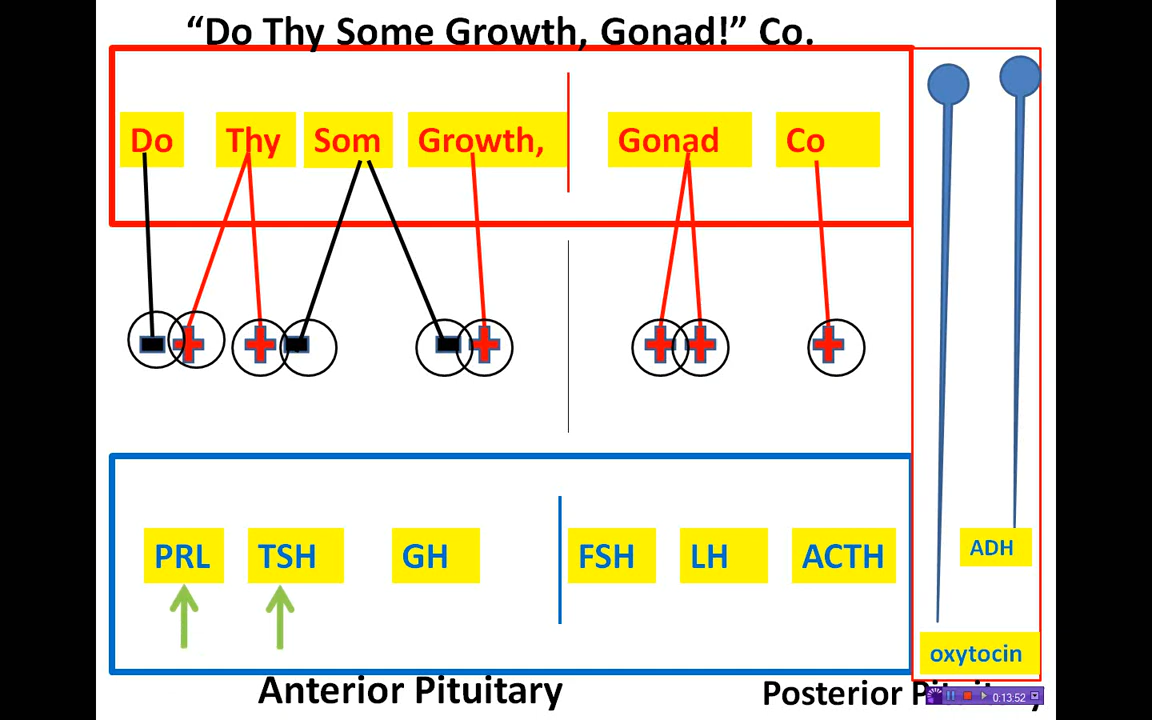 “Do Thy Some Growth, Gonad!” Co.
Do Thy Som Growth, Gonad Co
PRL TSH GH FSH LH ACTH ADH
oxytocin
Anterior Pituitary Posterior Pituitary
0:13:52